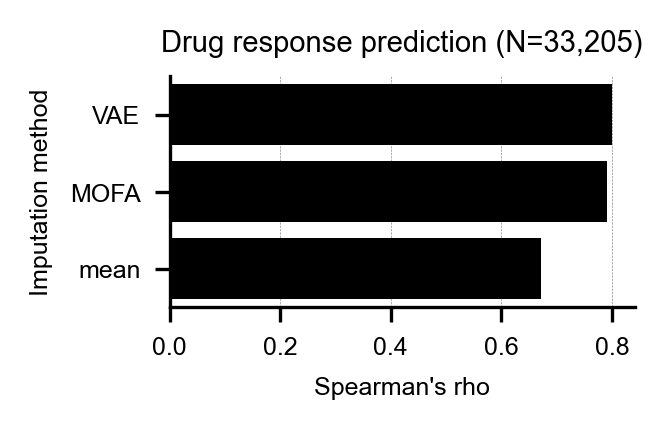 Drug response prediction (N=33,205)
Imputation method
VAE
MOFA
mean
0.0 0.2 0.4 0.6 0.8
Spearman's rho